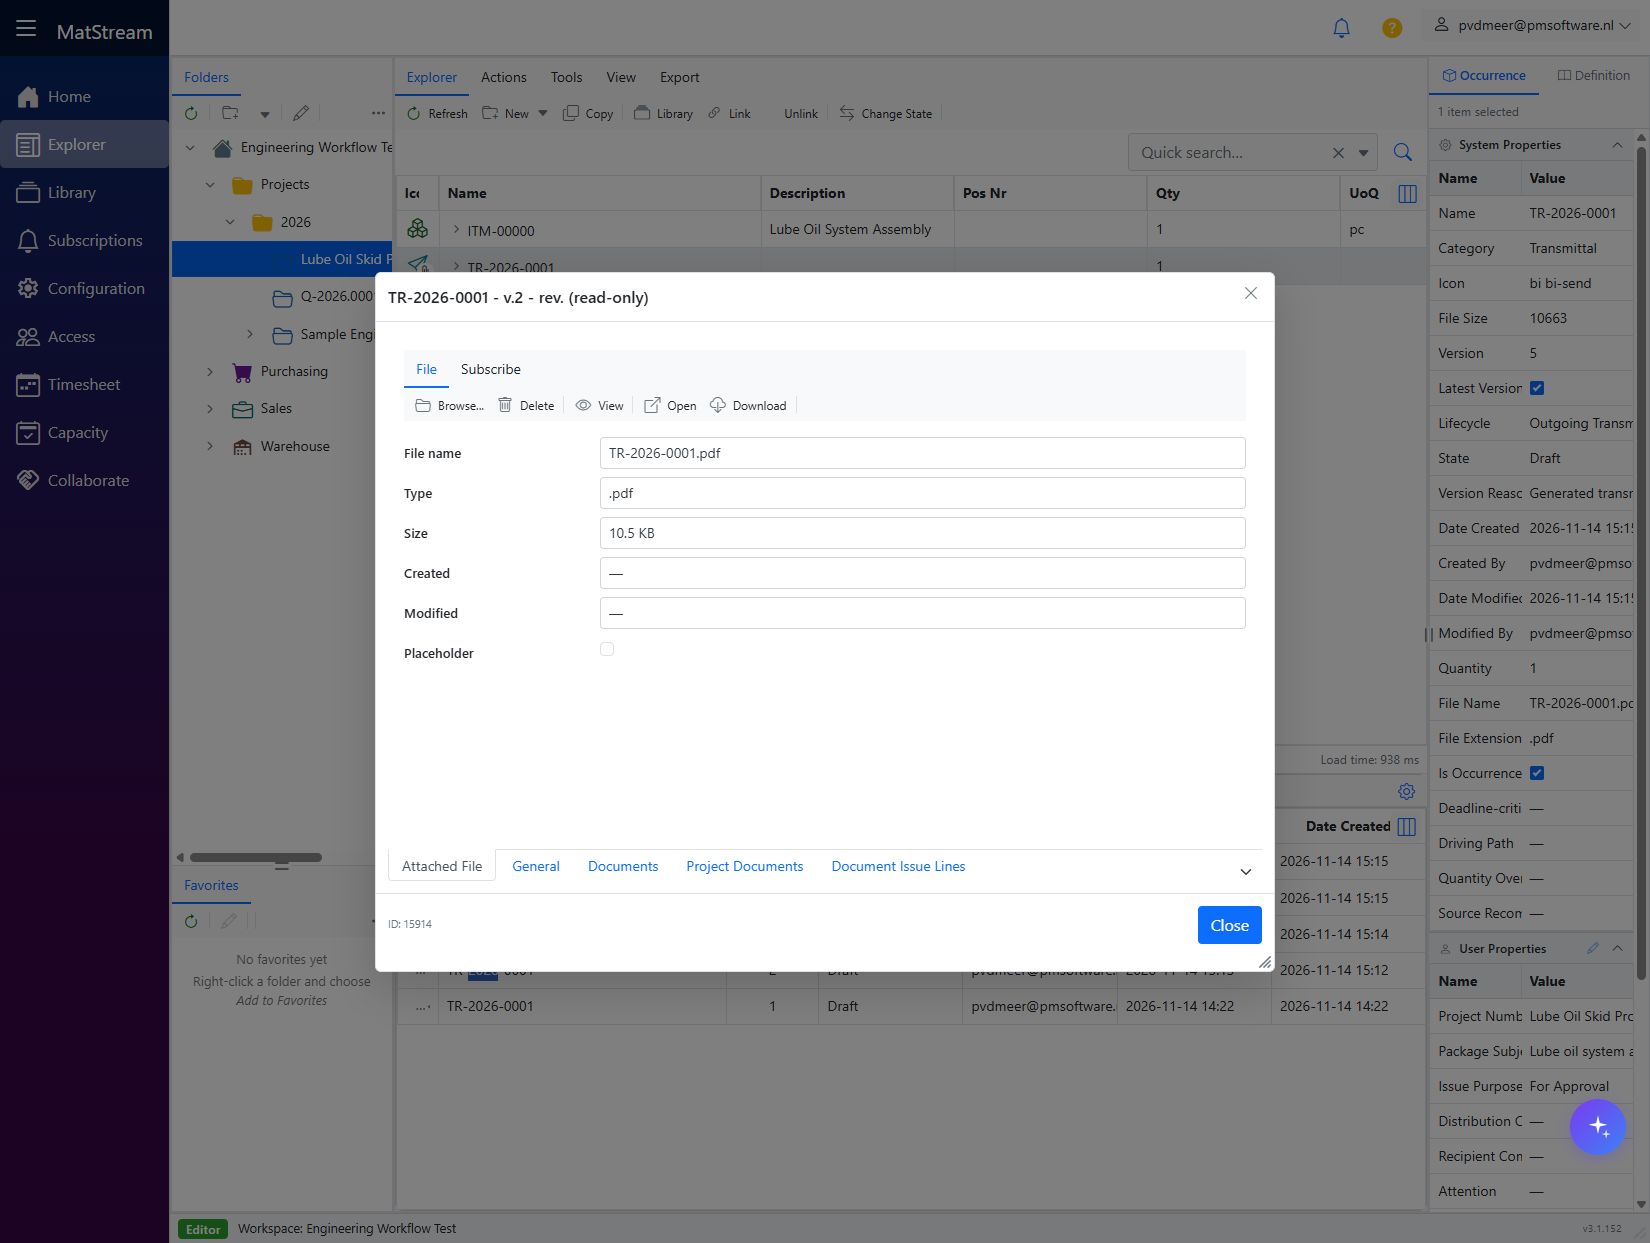 MatStream
pvdmeer@pmsoftware.nl
Home
Explorer
Library
Subscriptions
Configuration
Access
Timesheet
Capacity
Collaborate
Folders
Engineering Workflow Te
Projects
2026
Lube Oil Skid P
Q-2026.000
Sample Engi
Purchasing
Sales
Warehouse
Favorites
No favorites yet
Right-click a folder and choose
Add to Favorites
Explorer Actions Tools View Export
Refresh New Copy Library Link Unlink Change State
Quick search...
Ico Name Description Pos Nr Qty UoQ
ITM-00000 Lube Oil System Assembly 1 pc
TR-2026-0001 1
TR-2026-0001 - v.2 - rev. (read-only)
File Subscribe
Browse... Delete View Open Download
File name TR-2026-0001.pdf
Type .pdf
Size 10.5 KB
Created —
Modified —
Placeholder
Attached File General Documents Project Documents Document Issue Lines
ID: 15914
Close
Load time: 938 ms
Date Created
2026-11-14 15:15
2026-11-14 15:15
2026-11-14 15:14
2026-11-14 15:12
TR-2026-0001 1 Draft pvdmeer@pmsoftware. 2026-11-14 14:22 2026-11-14 14:22
Occurrence Definition
1 item selected
System Properties
Name Value
Name TR-2026-0001
Category Transmittal
Icon bi bi-send
File Size 10663
Version 5
Latest Version
Lifecycle Outgoing Transm
State Draft
Version Reaso Generated transm
Date Created 2026-11-14 15:15
Created By pvdmeer@pmso
Date Modified 2026-11-14 15:15
Modified By pvdmeer@pmso
Quantity 1
File Name TR-2026-0001.pd
File Extension .pdf
Is Occurrence
Deadline-criti —
Driving Path —
Quantity Over —
Source Recom —
User Properties
Name Value
Project Numb Lube Oil Skid Pro
Package Subj Lube oil system a
Issue Purpose For Approval
Distribution C —
Recipient Com —
Attention —
Editor Workspace: Engineering Workflow Test
v3.1.152